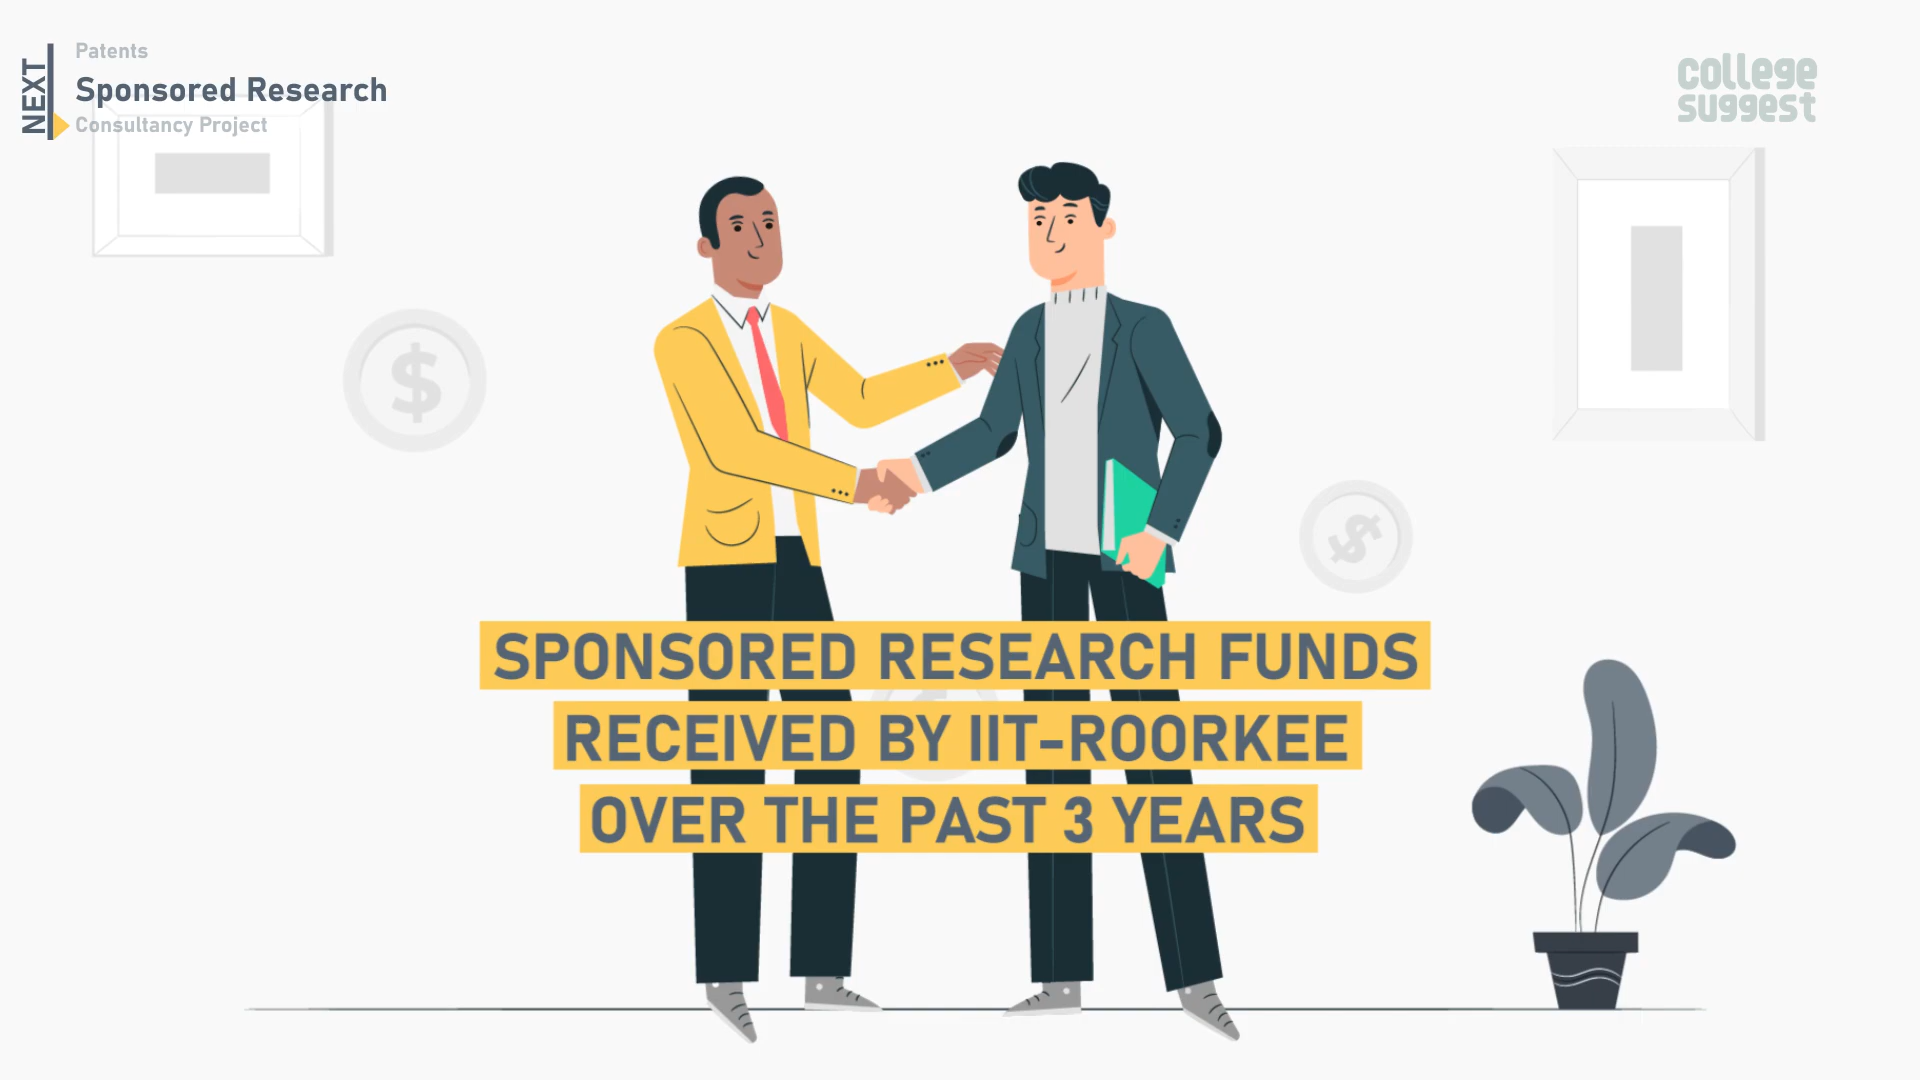 Patents
NEXT
Sponsored Research
Consultancy Project
college
suggest
$
$
SPONSORED RESEARCH FUNDS
RECEIVED BY IIT-ROORKEE
OVER THE PAST 3 YEARS